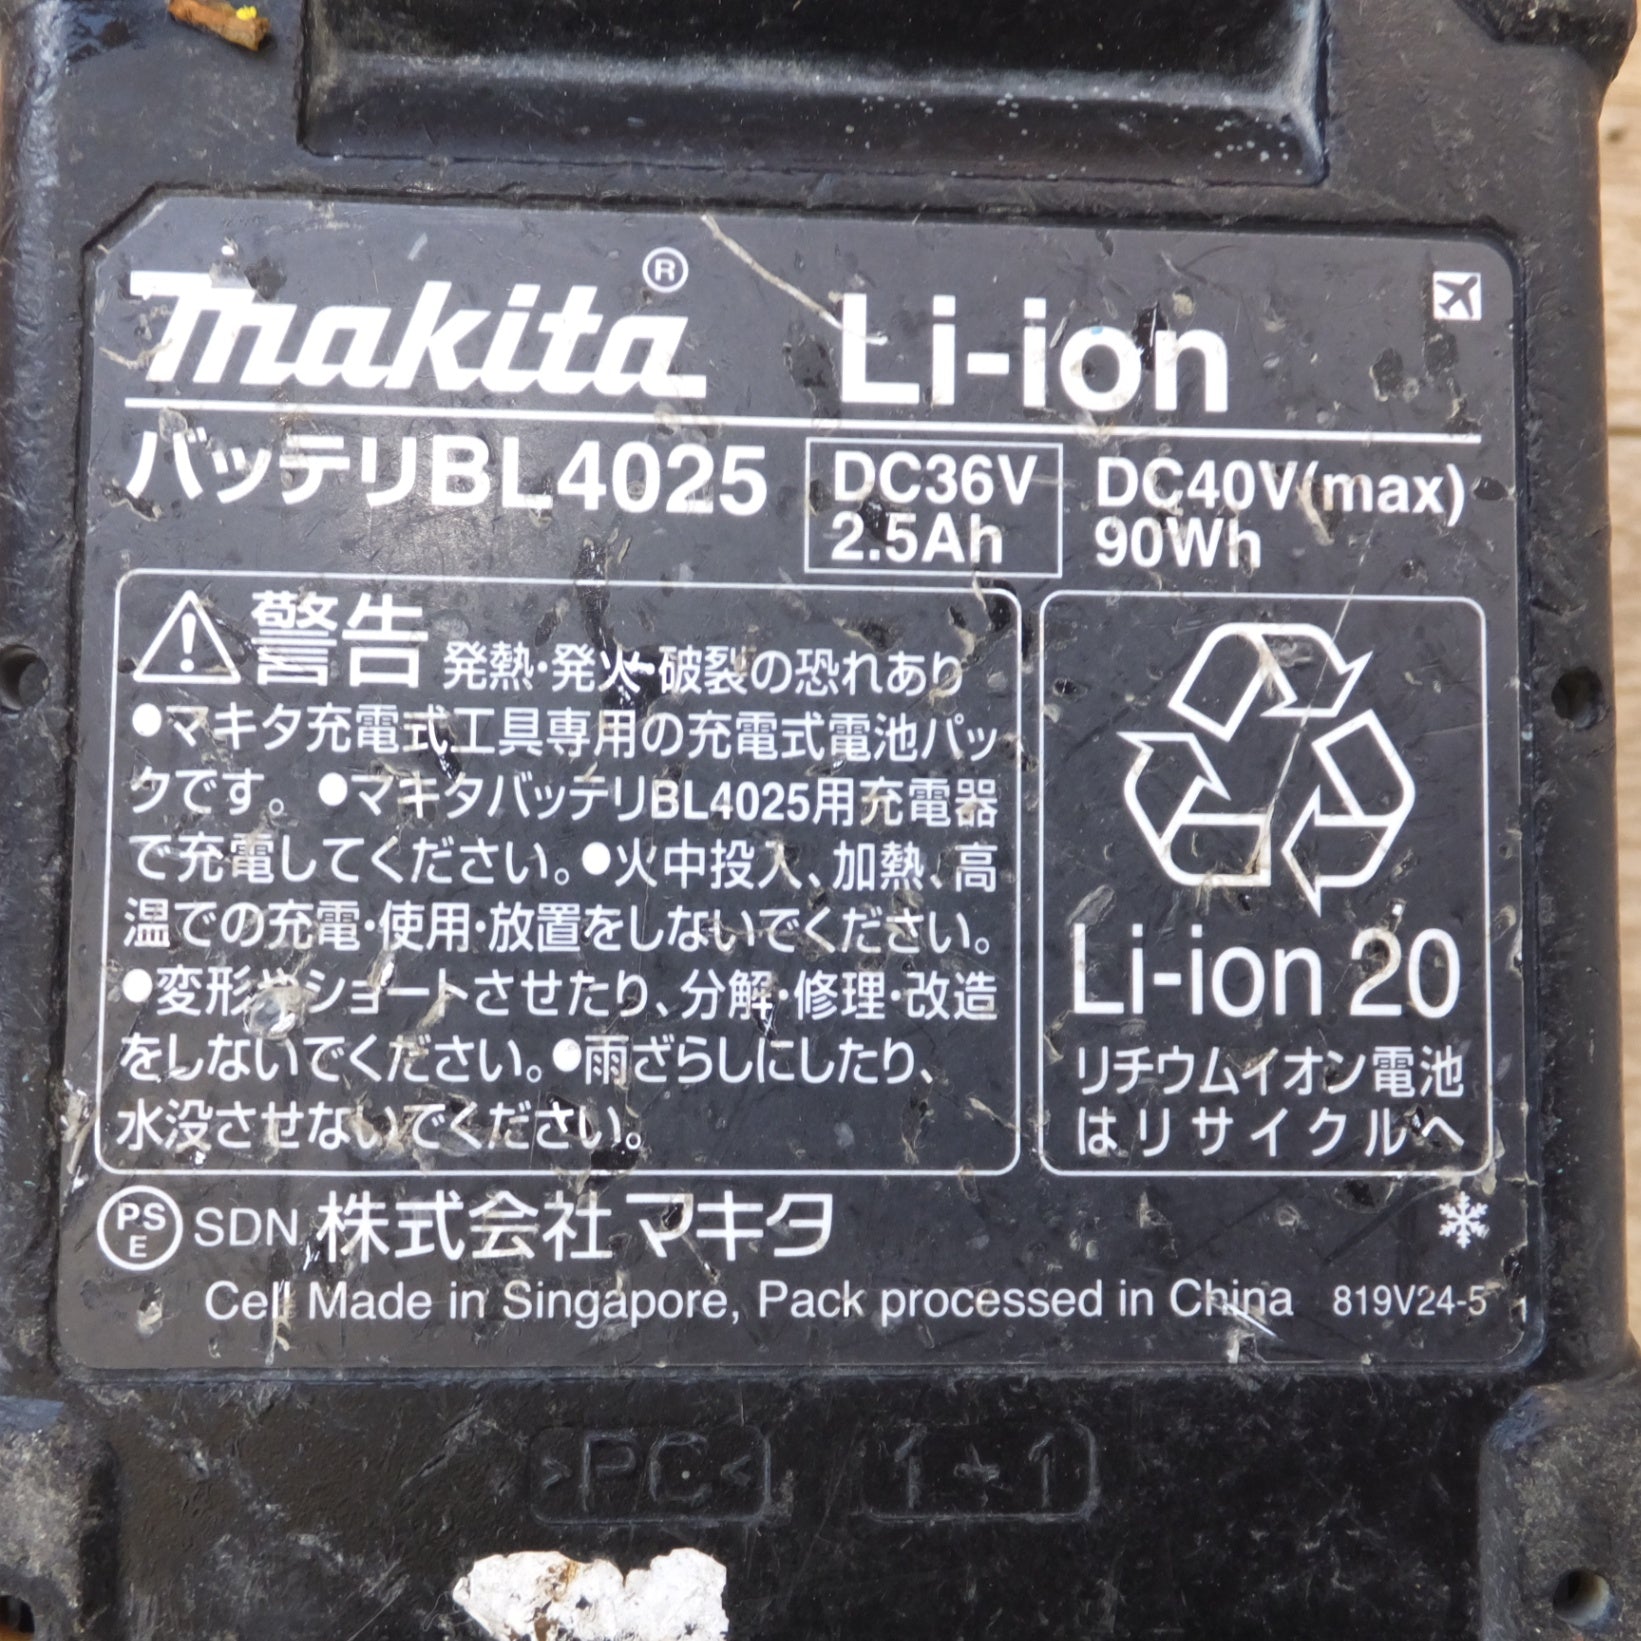 makita® Li-ion
バッテリBL4025 DC36V 2.5Ah DC40V(max) 90Wh
警告 発熱・発火・破裂の恐れあり
●マキタ充電式工具専用の充電式電池パッ
クです。●マキタバッテリBL4025用充電器
で充電してください。●火中投入、加熱、高
温での充電・使用・放置をしないでください。
●変形やショートさせたり、分解・修理・改造
をしないでください。●雨ざらしにしたり、
水没させないでください。
Li-ion 20
リチウムイオン電池
はリサイクルへ
PSE SDN 株式会社マキタ
Cell Made in Singapore, Pack processed in China 819V24-5
>PC< 1+1